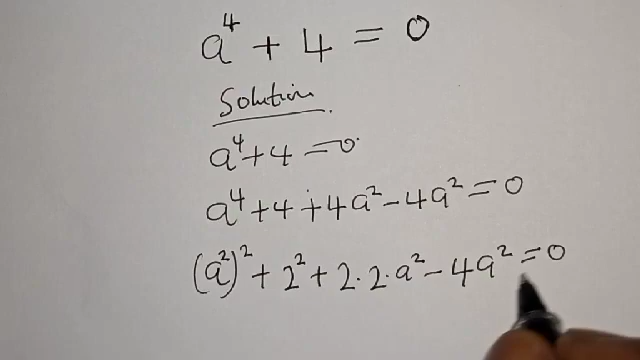 a⁴ + 4 = 0
Solution
a⁴ + 4 = 0
a⁴ + 4 + 4a² - 4a² = 0
(a²)² + 2² + 2·2·a² - 4a² = 0